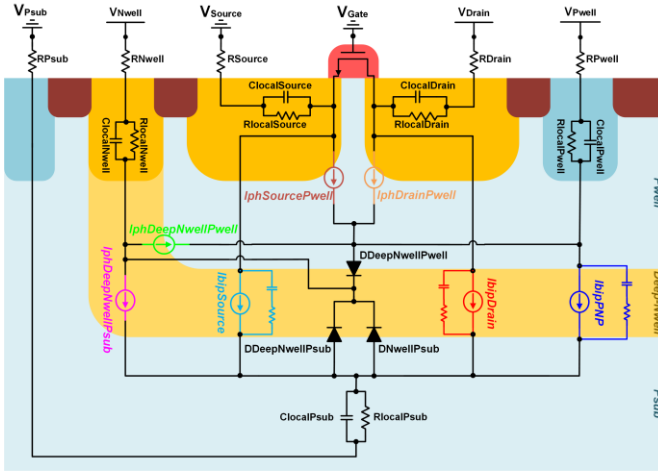 VPsub
VNwell
VSource
VGate
VDrain
VPwell
RPsub
RNwell
RSource
RDrain
RPwell
ClocalSource
ClocalDrain
RlocalSource
RlocalDrain
ClocalNwell
RlocalNwell
RlocalPwell
ClocalPwell
IphSourcePwell
IphDrainPwell
Pwell
IphDeepNwellPwell
DDeepNwellPwell
IphDeepNwellPsub
IbipSource
IbipDrain
IbipPNP
DeepNwell
DDeepNwellPsub
DNwellPsub
ClocalPsub
RlocalPsub
Psub